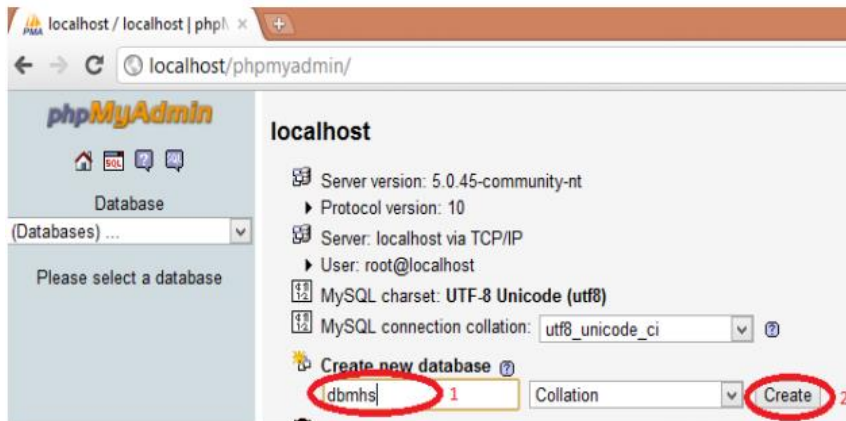 localhost / localhost | php
localhost/phpmyadmin/
phpMyAdmin
Database
(Databases) ...
Please select a database
localhost
Server version: 5.0.45-community-nt
Protocol version: 10
Server: localhost via TCP/IP
User: root@localhost
MySQL charset: UTF-8 Unicode (utf8)
MySQL connection collation: utf8_unicode_ci
Create new database
dbmhs 1 Collation Create 2